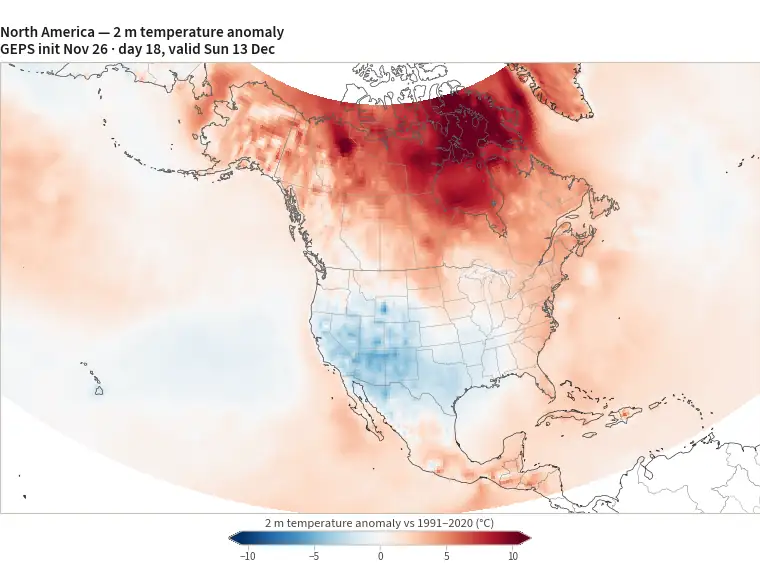 North America — 2 m temperature anomaly
GEPS init Nov 26 · day 18, valid Sun 13 Dec
2 m temperature anomaly vs 1991–2020 (°C)
−10 −5 0 5 10